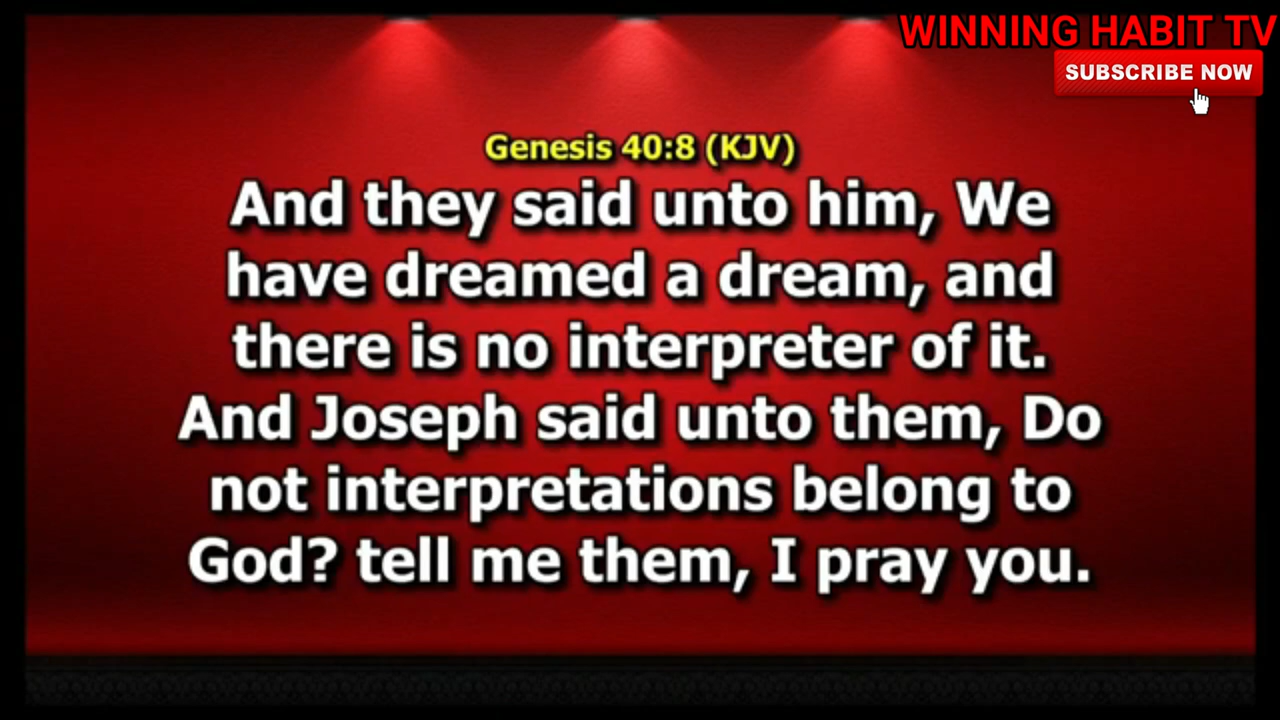 WINNING HABIT TV
SUBSCRIBE NOW
Genesis 40:8 (KJV)
And they said unto him, We
have dreamed a dream, and
there is no interpreter of it.
And Joseph said unto them, Do
not interpretations belong to
God? tell me them, I pray you.